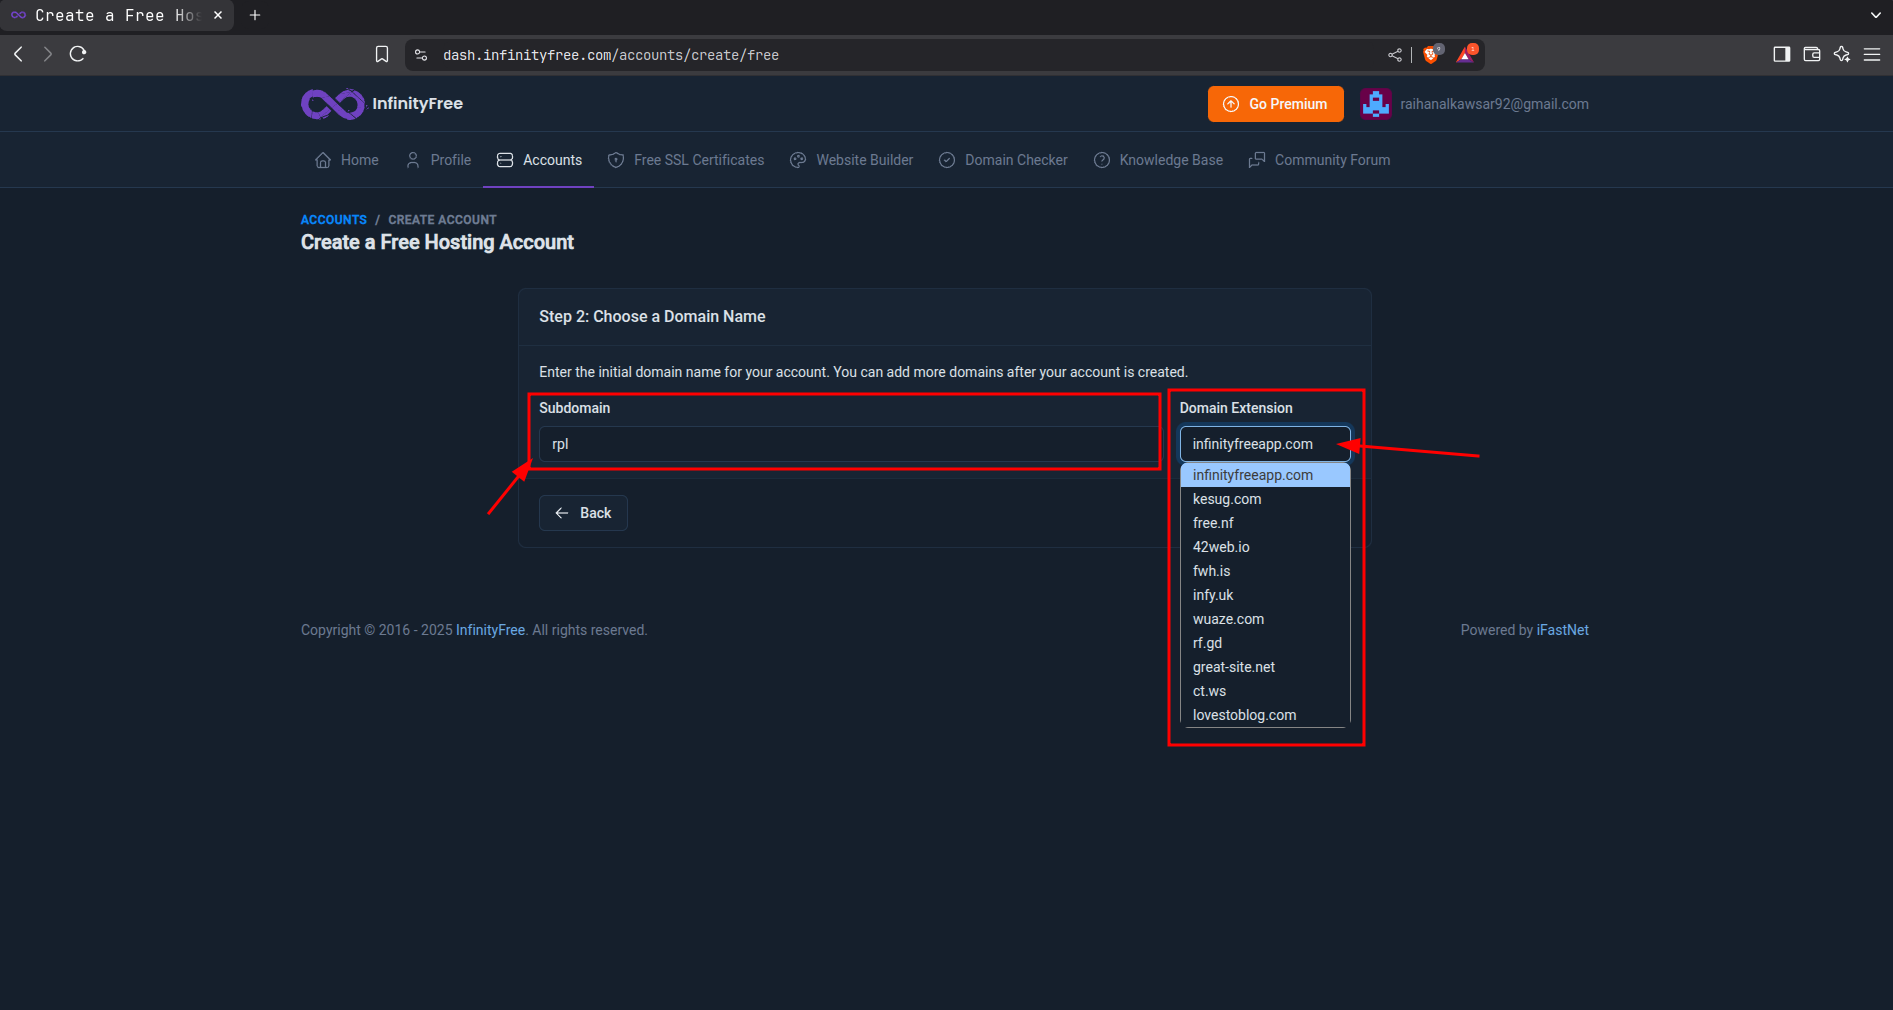 Create a Free Hos
dash.infinityfree.com/accounts/create/free
InfinityFree
Go Premium
raihanalkawsar92@gmail.com
Home
Profile
Accounts
Free SSL Certificates
Website Builder
Domain Checker
Knowledge Base
Community Forum
ACCOUNTS / CREATE ACCOUNT
Create a Free Hosting Account
Step 2: Choose a Domain Name
Enter the initial domain name for your account. You can add more domains after your account is created.
Subdomain
rpl
Domain Extension
infinityfreeapp.com
infinityfreeapp.com
kesug.com
free.nf
42web.io
fwh.is
infy.uk
wuaze.com
rf.gd
great-site.net
ct.ws
lovestoblog.com
Back
Copyright © 2016 - 2025 InfinityFree. All rights reserved.
Powered by iFastNet